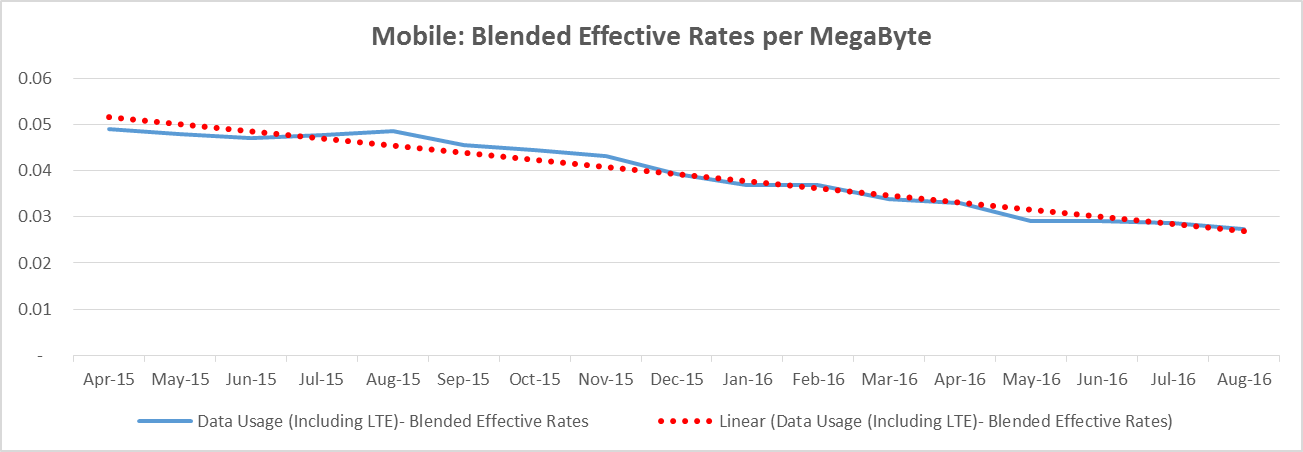 Mobile: Blended Effective Rates per MegaByte
0.06
0.05
0.04
0.03
0.02
0.01
-
Apr-15 May-15 Jun-15 Jul-15 Aug-15 Sep-15 Oct-15 Nov-15 Dec-15 Jan-16 Feb-16 Mar-16 Apr-16 May-16 Jun-16 Jul-16 Aug-16
Data Usage (Including LTE)- Blended Effective Rates Linear (Data Usage (Including LTE)- Blended Effective Rates)